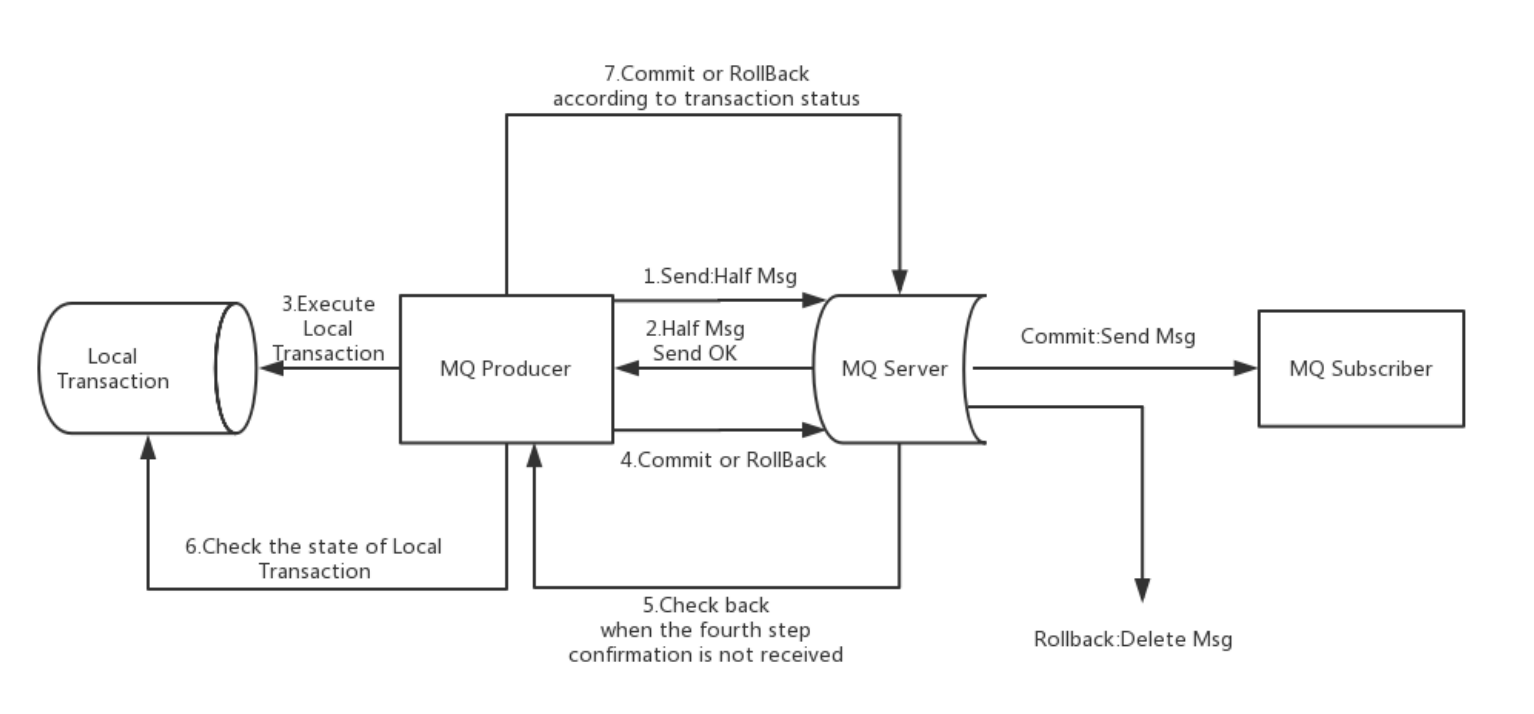 7.Commit or RollBack
according to transaction status
1.Send:Half Msg
3.Execute
Local
Transaction
2.Half Msg
Send OK
Commit:Send Msg
Local
Transaction
MQ Producer
MQ Server
MQ Subscriber
4.Commit or RollBack
6.Check the state of Local
Transaction
5.Check back
when the fourth step
confirmation is not received
Rollback:Delete Msg